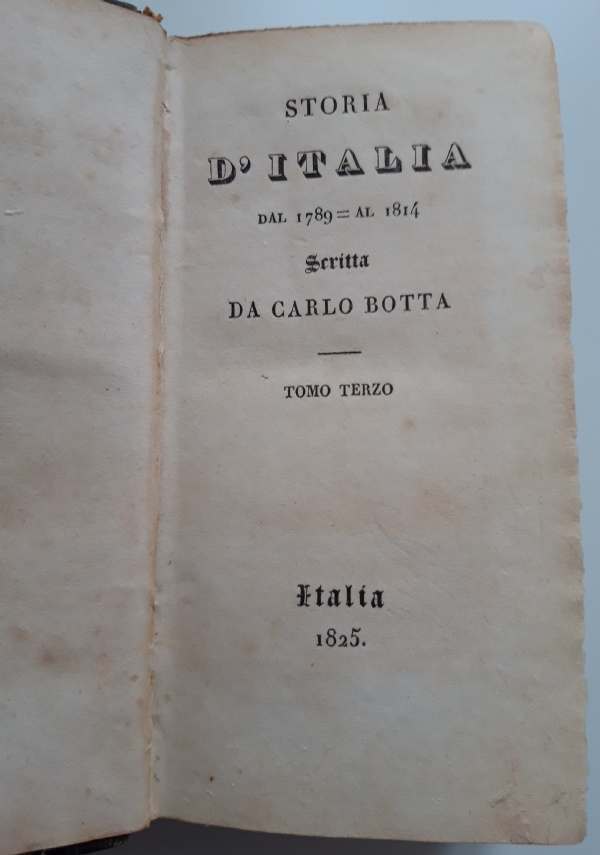 STORIA
D'ITALIA
DAL 1789 = AL 1814
Scritta
DA CARLO BOTTA
TOMO TERZO
Italia
1825.